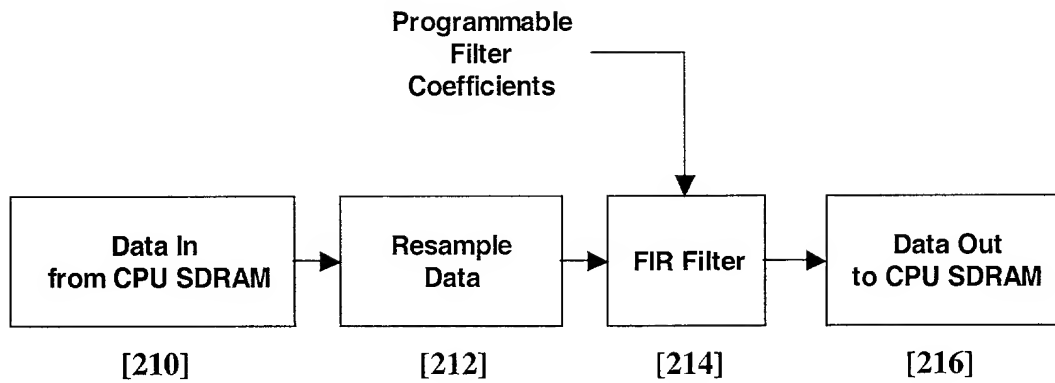 Programmable
Filter
Coefficients
Data In
from CPU SDRAM
Resample
Data
FIR Filter
Data Out
to CPU SDRAM
[210]
[212]
[214]
[216]